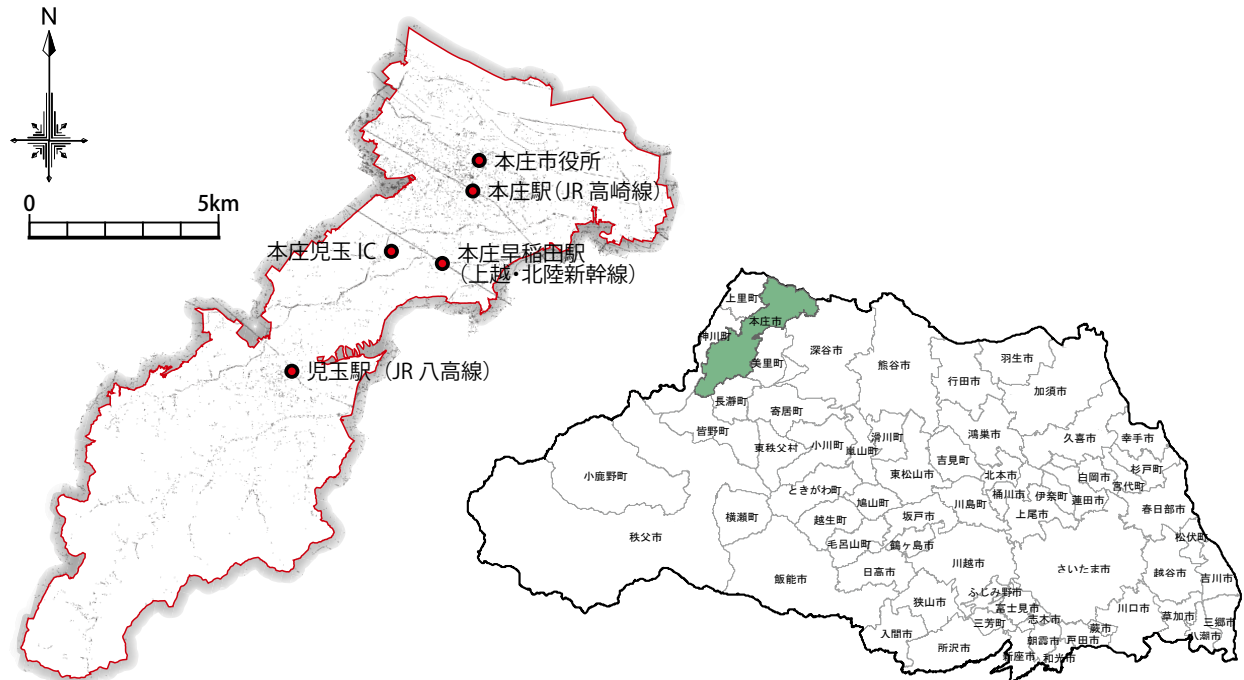 N
0 5km
本庄市役所
本庄駅（JR 高崎線）
本庄児玉 IC
本庄早稲田駅
（上越・北陸新幹線）
児玉駅（JR 八高線）
上里町
本庄市
神川町
美里町
深谷市
熊谷市
行田市
羽生市
加須市
長瀞町
寄居町
皆野町
東秩父村
小川町
嵐山町
滑川町
東松山市
吉見町
鴻巣市
北本市
久喜市
幸手市
杉戸町
白岡市
宮代町
小鹿野町
ときがわ町
鳩山町
川島町
桶川市
伊奈町
蓮田市
上尾市
春日部市
横瀬町
越生町
坂戸市
松伏町
秩父市
毛呂山町
鶴ヶ島市
川越市
さいたま市
越谷市
吉川市
飯能市
日高市
ふじみ野市
狭山市
富士見市
三芳町
志木市
川口市
草加市
三郷市
八潮市
入間市
所沢市
朝霞市
戸田市
蕨市
新座市
和光市